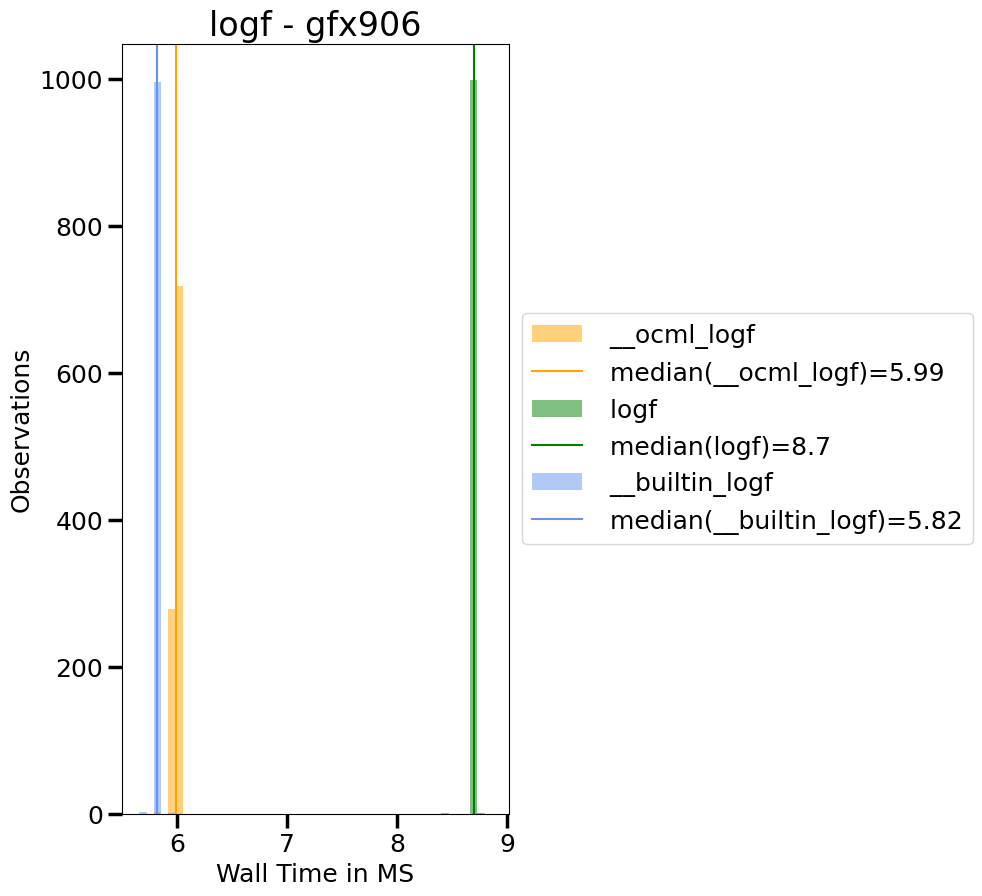 logf - gfx906
1000
800
600
400
200
0
Observations
6 7 8 9
Wall Time in MS
__ocml_logf
median(__ocml_logf)=5.99
logf
median(logf)=8.7
__builtin_logf
median(__builtin_logf)=5.82